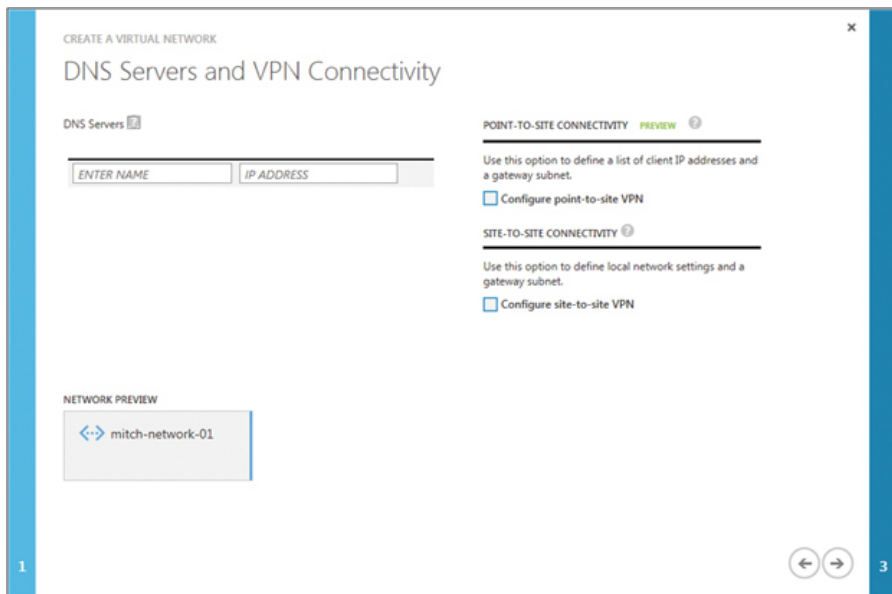 CREATE A VIRTUAL NETWORK
DNS Servers and VPN Connectivity
DNS Servers
ENTER NAME
IP ADDRESS
POINT-TO-SITE CONNECTIVITY PREVIEW ?
Use this option to define a list of client IP addresses and
a gateway subnet.
Configure point-to-site VPN
SITE-TO-SITE CONNECTIVITY ?
Use this option to define local network settings and a
gateway subnet.
Configure site-to-site VPN
NETWORK PREVIEW
mitch-network-01
1
3